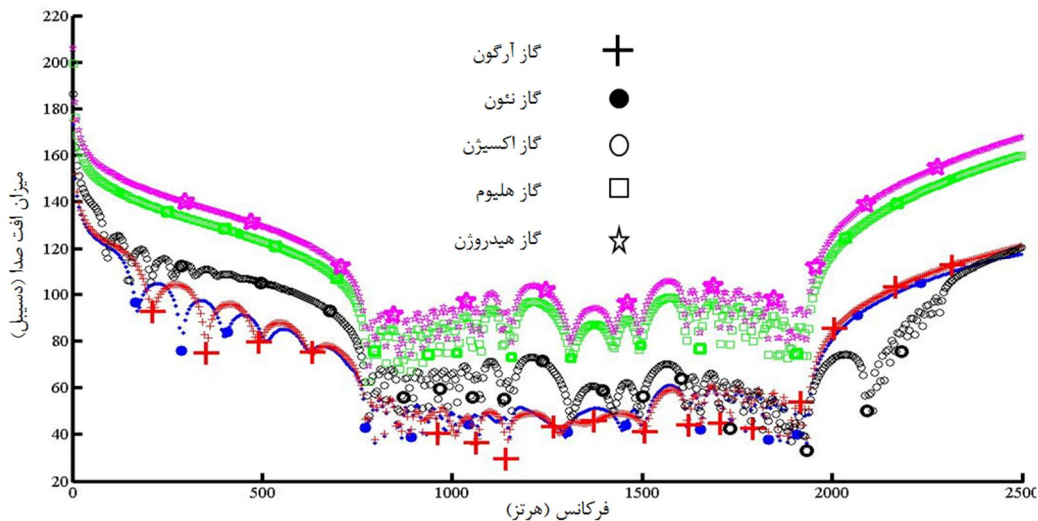 220
200
180
160
140
120
100
80
60
40
20
میزان افت صدا (دسیبل)
گاز آرگون
گاز نئون
گاز اکسیژن
گاز هلیوم
گاز هیدروژن
0 500 1000 1500 2000 2500
فرکانس (هرتز)